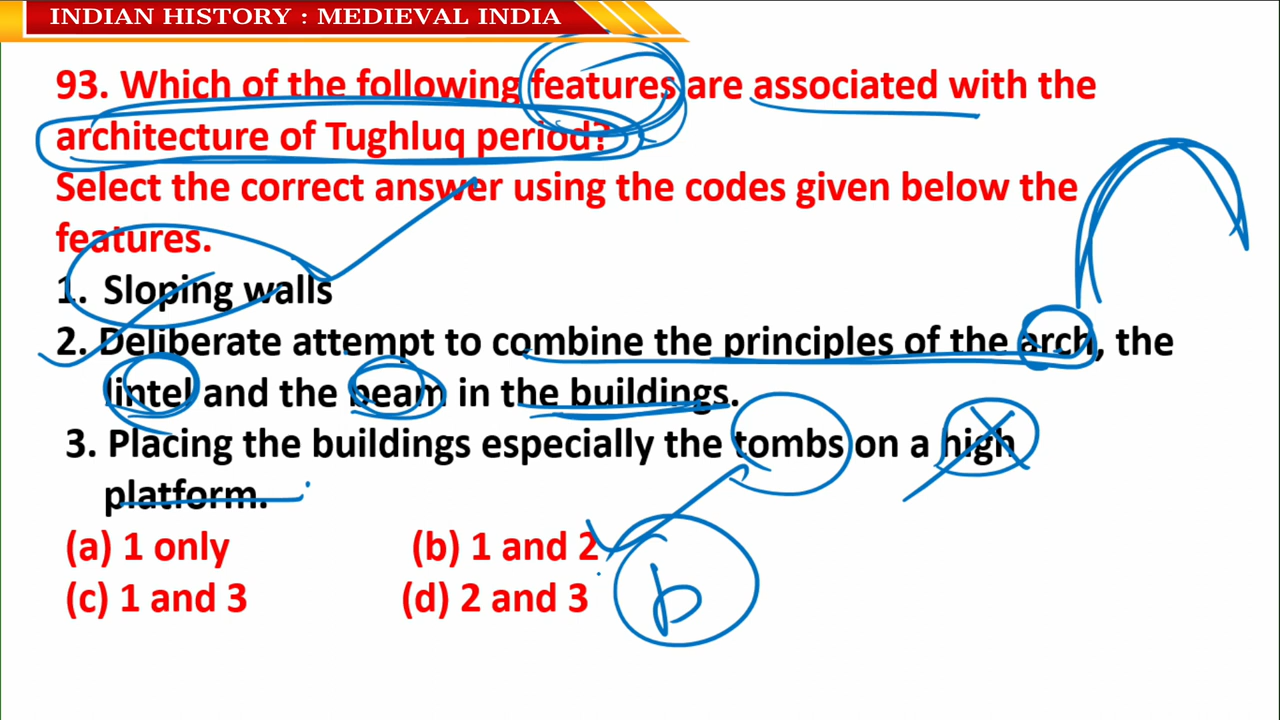 INDIAN HISTORY : MEDIEVAL INDIA
93. Which of the following features are associated with the
architecture of Tughluq period?
Select the correct answer using the codes given below the
features.
1. Sloping walls
2. Deliberate attempt to combine the principles of the arch, the
lintel and the beam in the buildings.
3. Placing the buildings especially the tombs on a high
platform.
(a) 1 only (b) 1 and 2
(c) 1 and 3 (d) 2 and 3
b